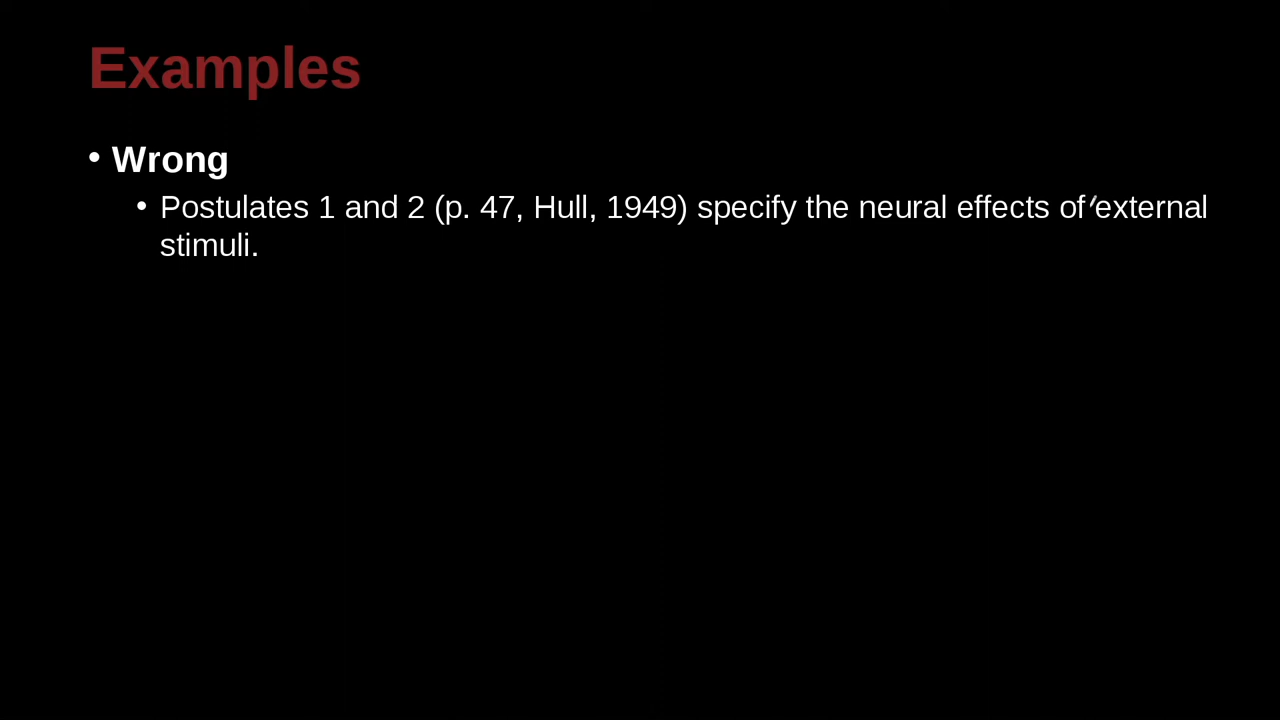 Examples
• Wrong
• Postulates 1 and 2 (p. 47, Hull, 1949) specify the neural effects of external
stimuli.